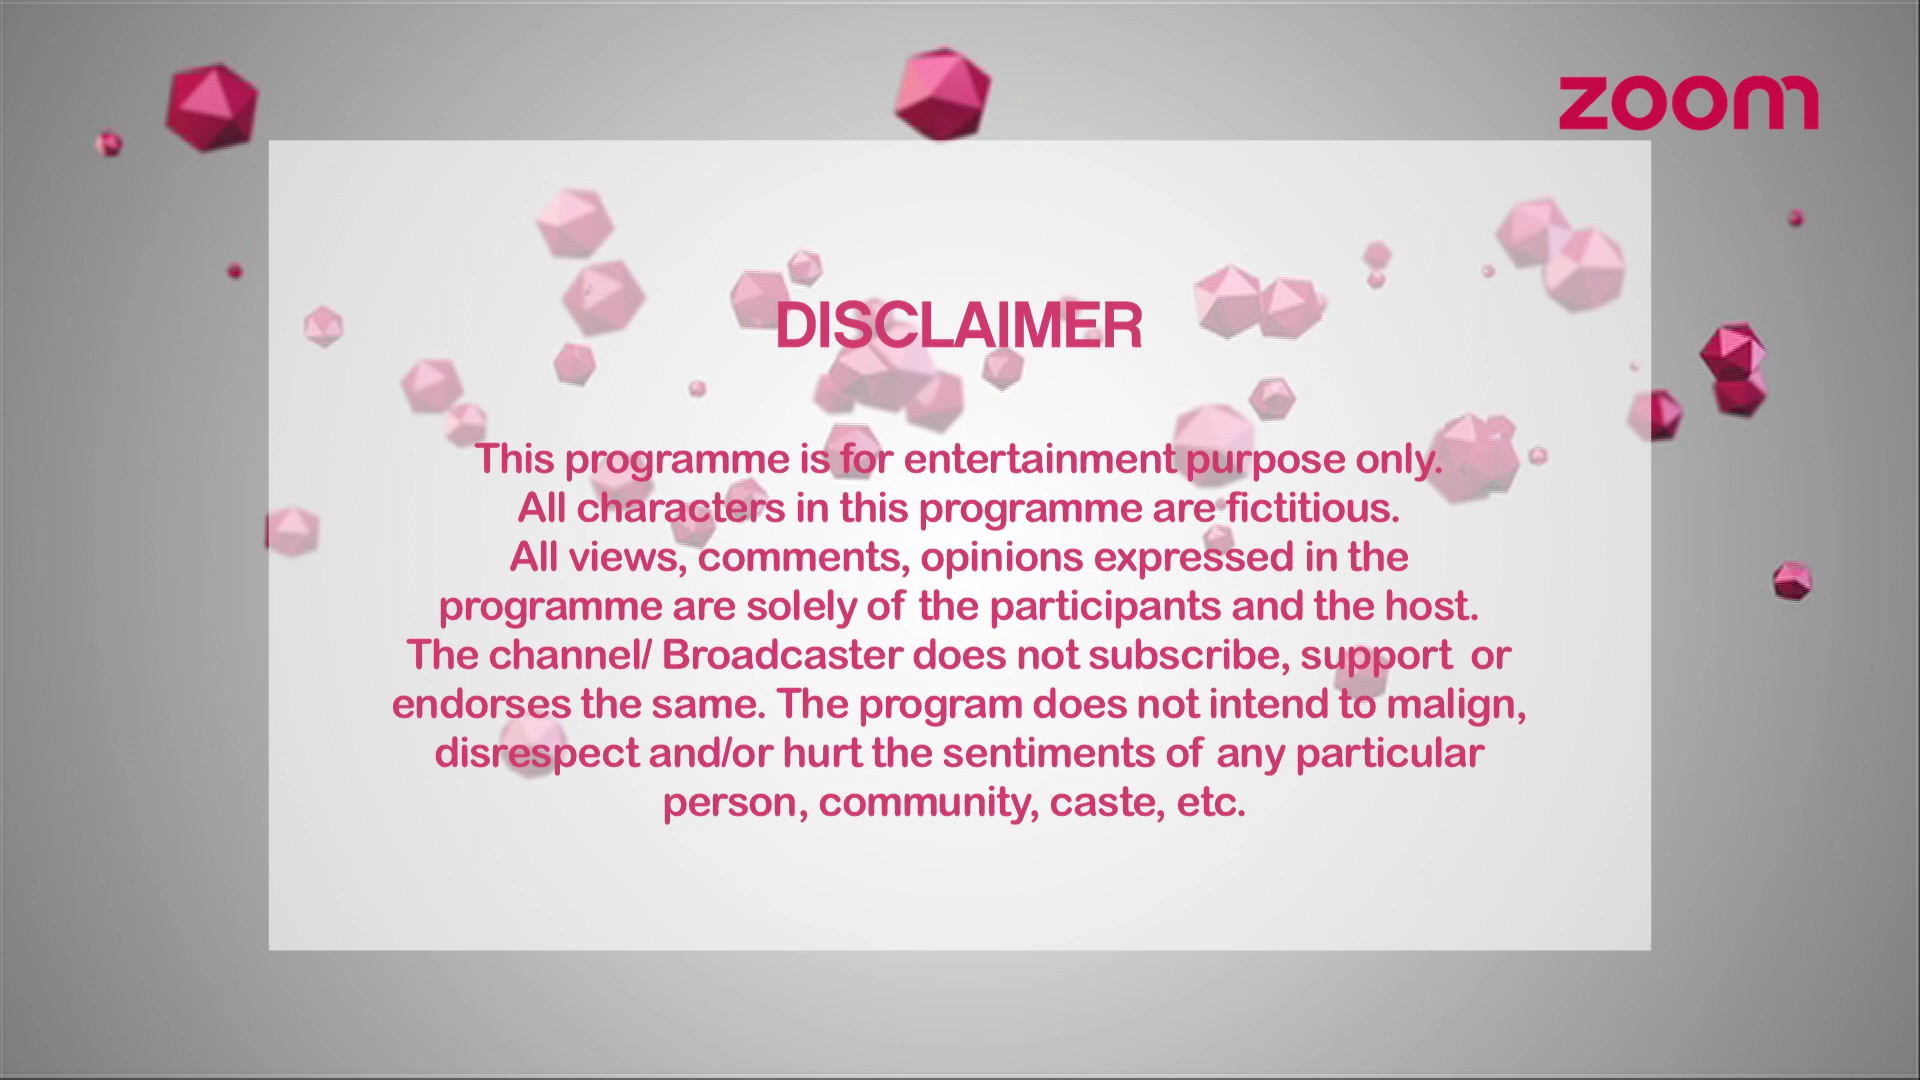 zoom
DISCLAIMER
This programme is for entertainment purpose only.
All characters in this programme are fictitious.
All views, comments, opinions expressed in the
programme are solely of the participants and the host.
The channel/ Broadcaster does not subscribe, support or
endorses the same. The program does not intend to malign,
disrespect and/or hurt the sentiments of any particular
person, community, caste, etc.